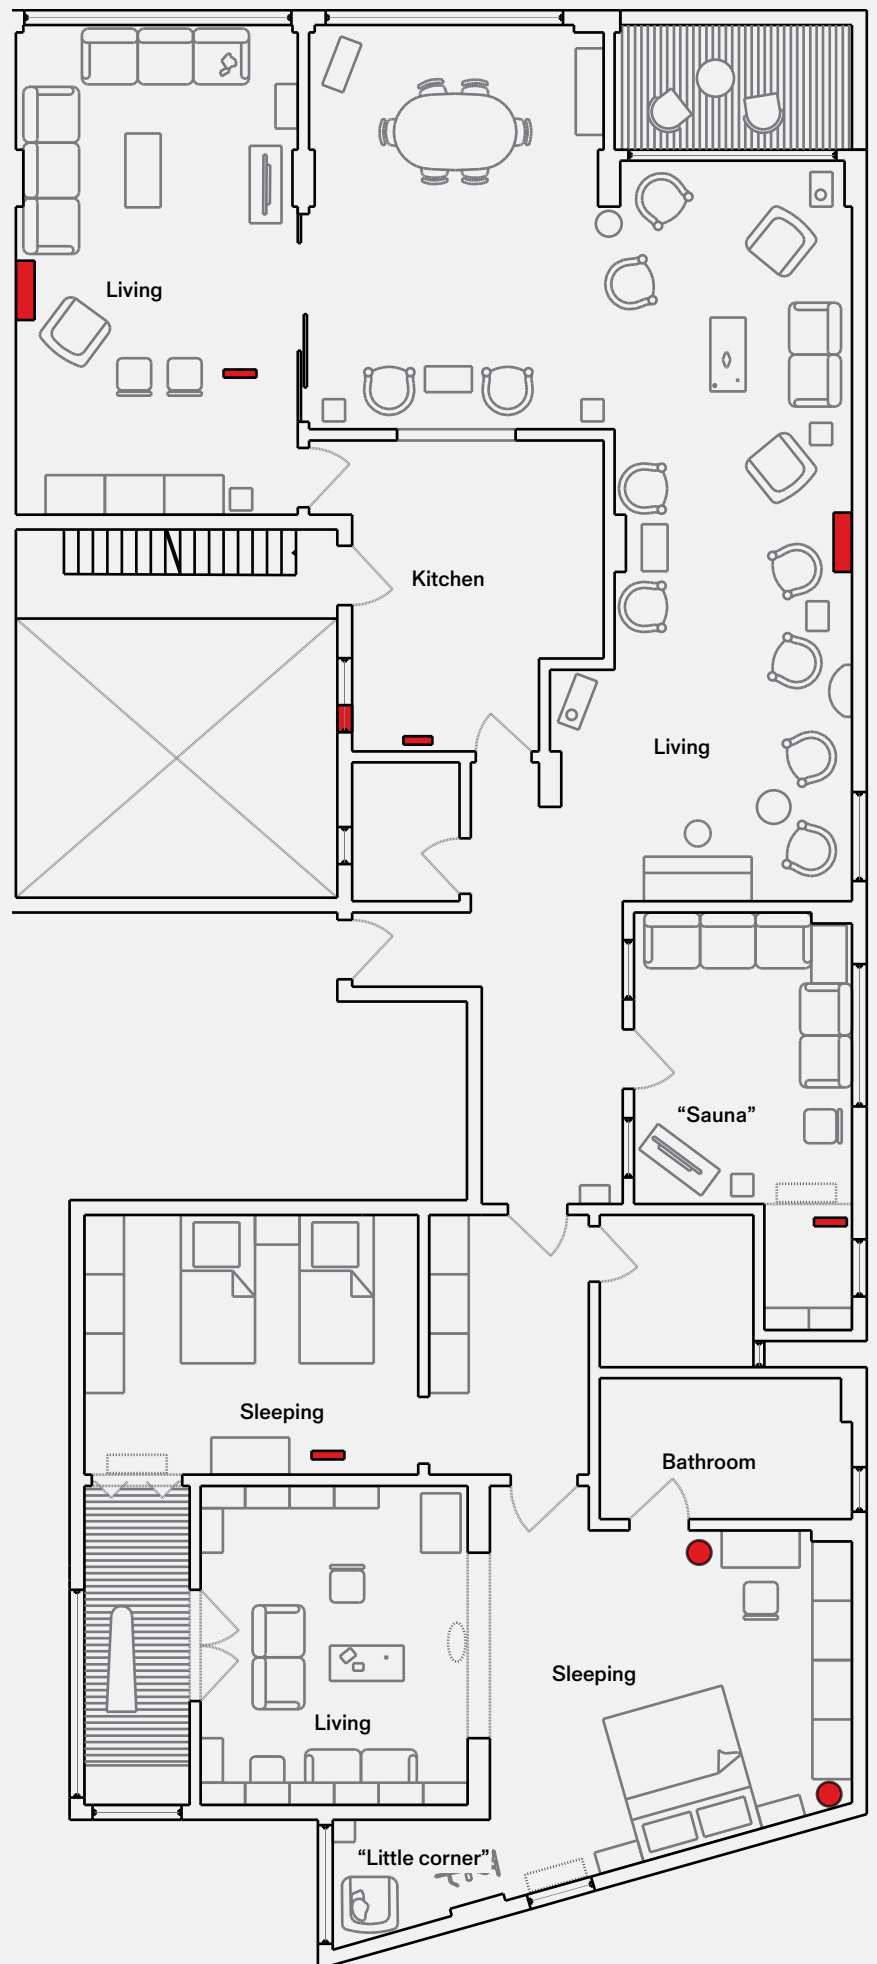 Living
Kitchen
Living
“Sauna”
Sleeping
Bathroom
Sleeping
Living
“Little corner”